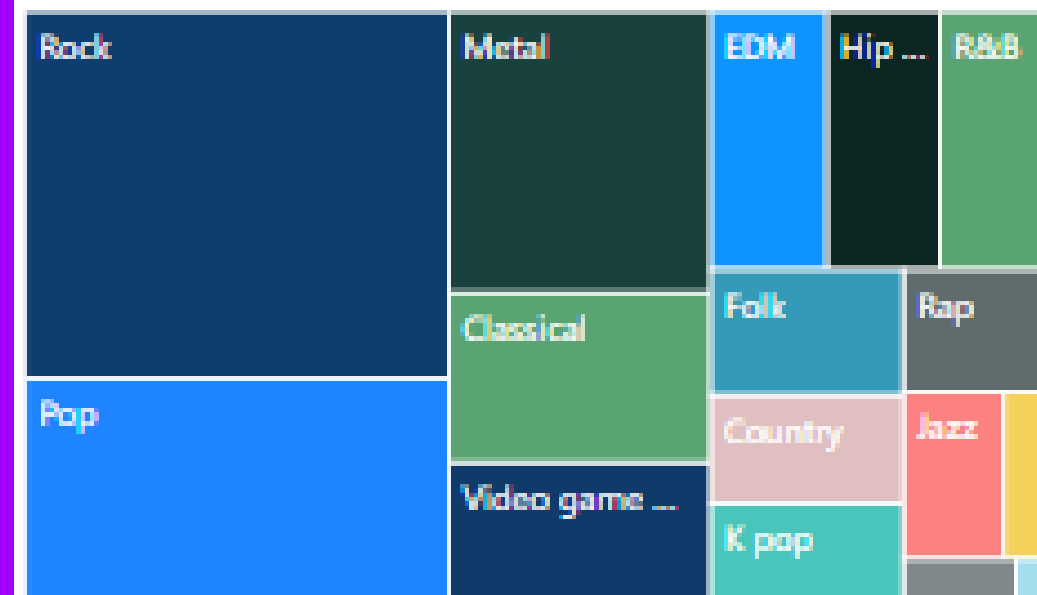 Rock
Metal
EDM
Hip ...
R&B
Classical
Folk
Rap
Pop
Country
Jazz
Video game ...
K pop